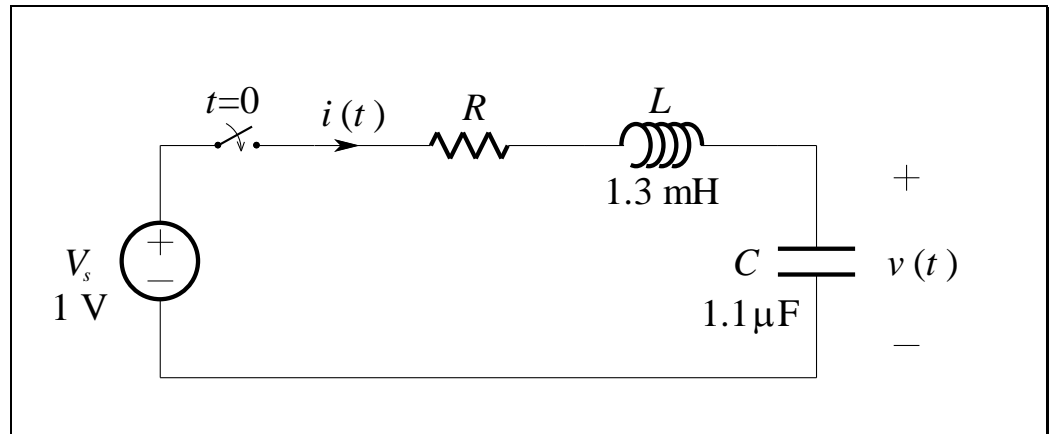 t=0
i (t)
R
L
1.3 mH
+
V_s
1 V
+
−
C
1.1 μF
v (t)
−